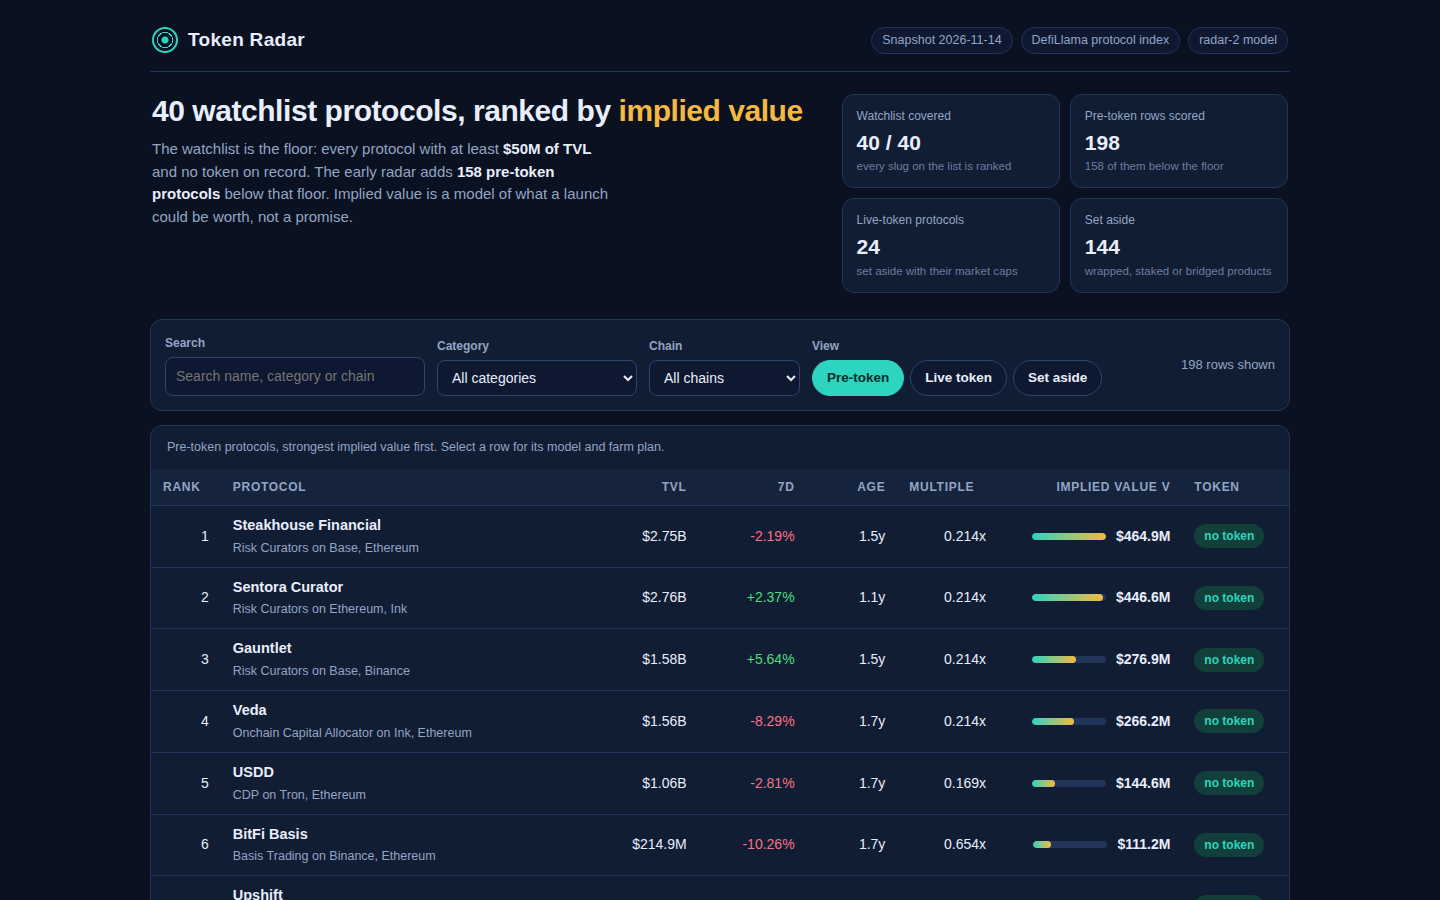 Token Radar
Snapshot 2026-11-14
DefiLlama protocol index
radar-2 model
40 watchlist protocols, ranked by implied value
The watchlist is the floor: every protocol with at least $50M of TVL
and no token on record. The early radar adds 158 pre-token
protocols below that floor. Implied value is a model of what a launch
could be worth, not a promise.
Watchlist covered
40 / 40
every slug on the list is ranked
Pre-token rows scored
198
158 of them below the floor
Live-token protocols
24
set aside with their market caps
Set aside
144
wrapped, staked or bridged products
Search
Search name, category or chain
Category
All categories
Chain
All chains
View
Pre-token
Live token
Set aside
198 rows shown
Pre-token protocols, strongest implied value first. Select a row for its model and farm plan.
RANK PROTOCOL TVL 7D AGE MULTIPLE IMPLIED VALUE V TOKEN
1 Steakhouse Financial $2.75B -2.19% 1.5y 0.214x $464.9M no token
Risk Curators on Base, Ethereum
2 Sentora Curator $2.76B +2.37% 1.1y 0.214x $446.6M no token
Risk Curators on Ethereum, Ink
3 Gauntlet $1.58B +5.64% 1.5y 0.214x $276.9M no token
Risk Curators on Base, Binance
4 Veda $1.56B -8.29% 1.7y 0.214x $266.2M no token
Onchain Capital Allocator on Ink, Ethereum
5 USDD $1.06B -2.81% 1.7y 0.169x $144.6M no token
CDP on Tron, Ethereum
6 BitFi Basis $214.9M -10.26% 1.7y 0.654x $111.2M no token
Basis Trading on Binance, Ethereum
Upshift